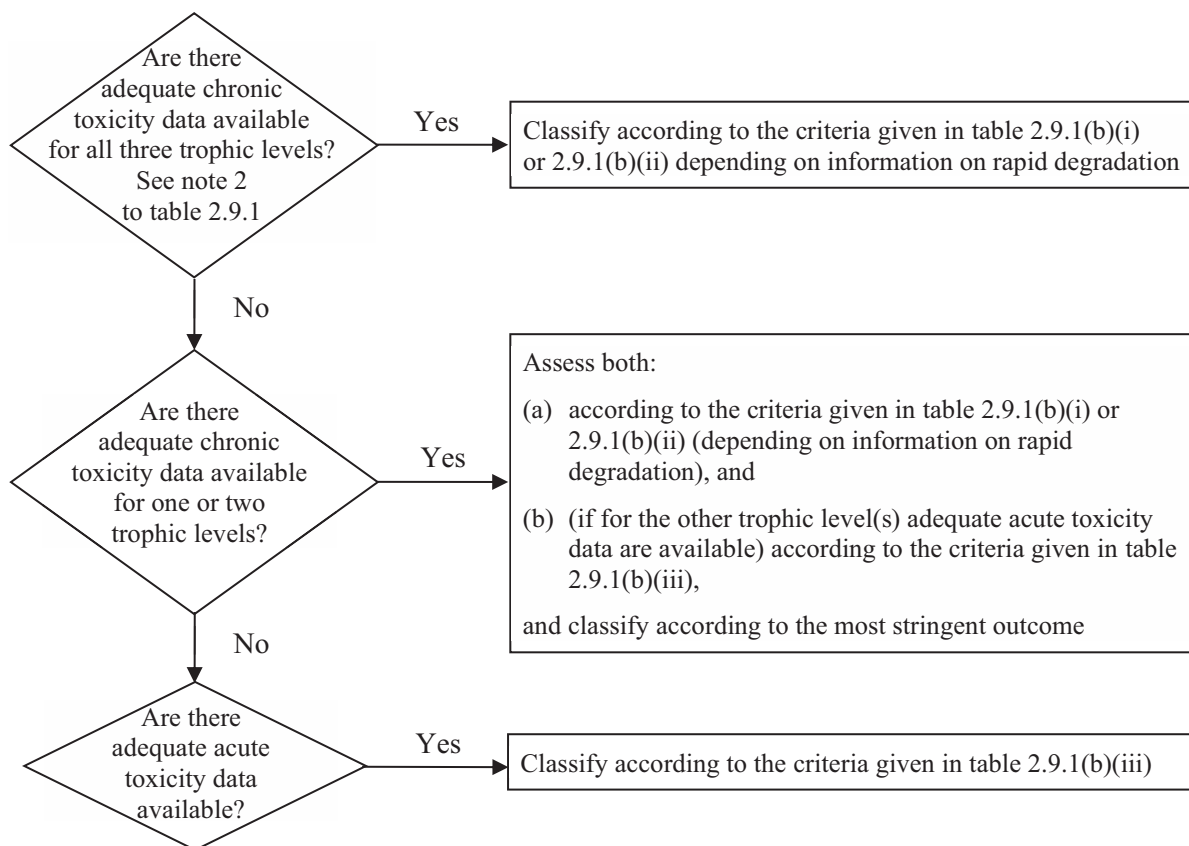 Are there
adequate chronic
toxicity data available
for all three trophic levels?
See note 2
to table 2.9.1
Yes
Classify according to the criteria given in table 2.9.1(b)(i)
or 2.9.1(b)(ii) depending on information on rapid degradation
No
Are there
adequate chronic
toxicity data available
for one or two
trophic levels?
Yes
Assess both:
(a) according to the criteria given in table 2.9.1(b)(i) or
2.9.1(b)(ii) (depending on information on rapid
degradation), and
(b) (if for the other trophic level(s) adequate acute toxicity
data are available) according to the criteria given in table
2.9.1(b)(iii),
and classify according to the most stringent outcome
No
Are there
adequate acute
toxicity data
available?
Yes
Classify according to the criteria given in table 2.9.1(b)(iii)